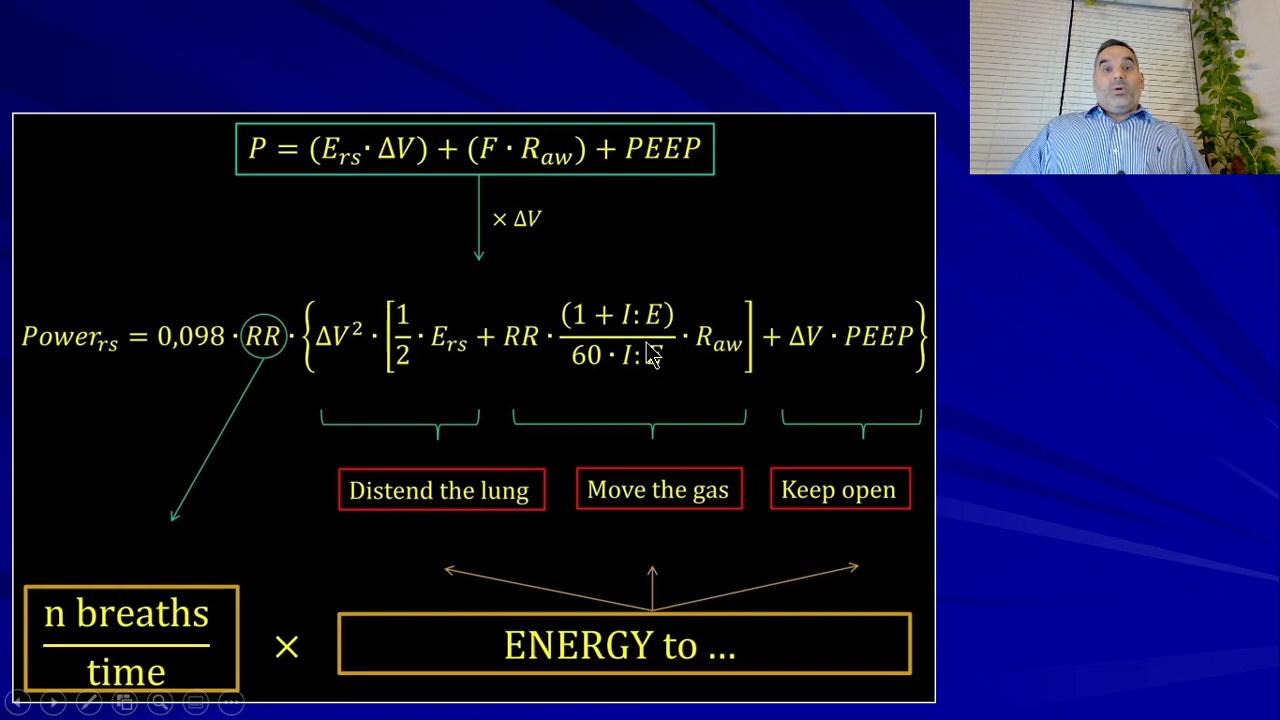 P = (E_rs · ΔV) + (F · R_aw) + PEEP
× ΔV
Power_rs = 0,098 · RR · {ΔV² · [1/2 · E_rs + RR · (1 + I:E)/(60 · I:) · R_aw] + ΔV · PEEP}
Distend the lung
Move the gas
Keep open
n breaths
time
×
ENERGY to ...